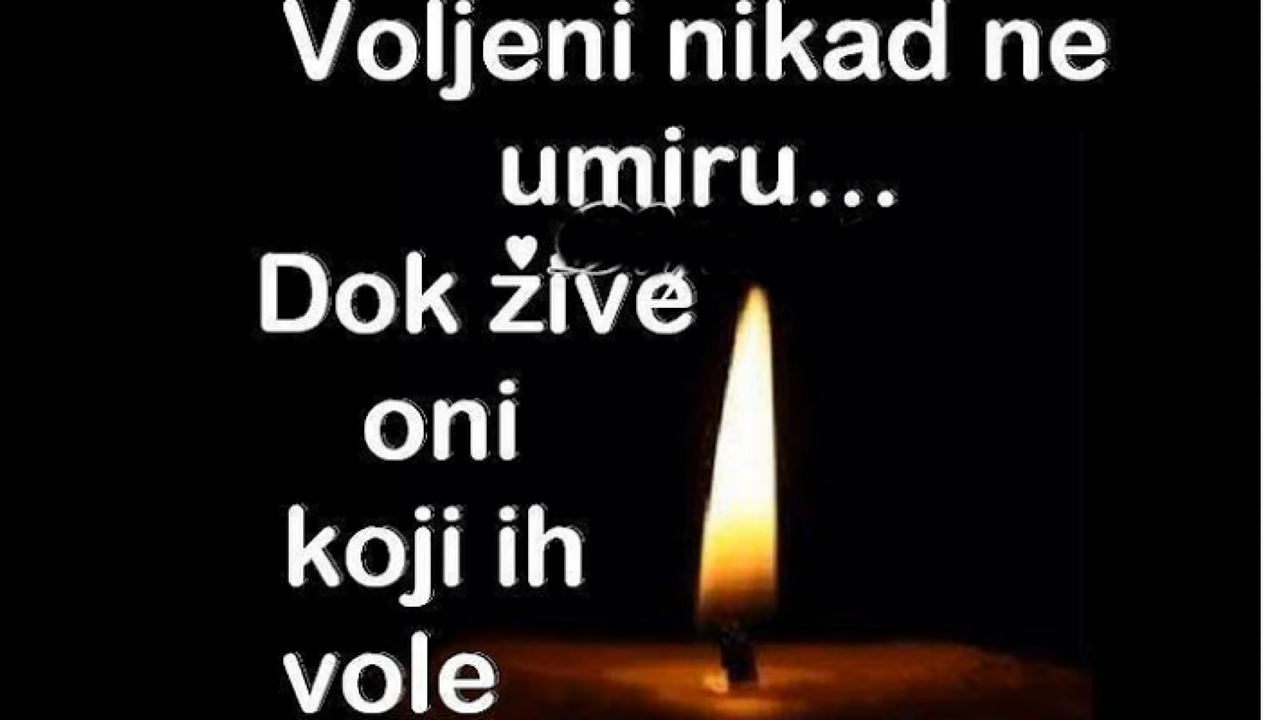 Voljeni nikad ne
umiru...
Dok žive
oni
koji ih
vole